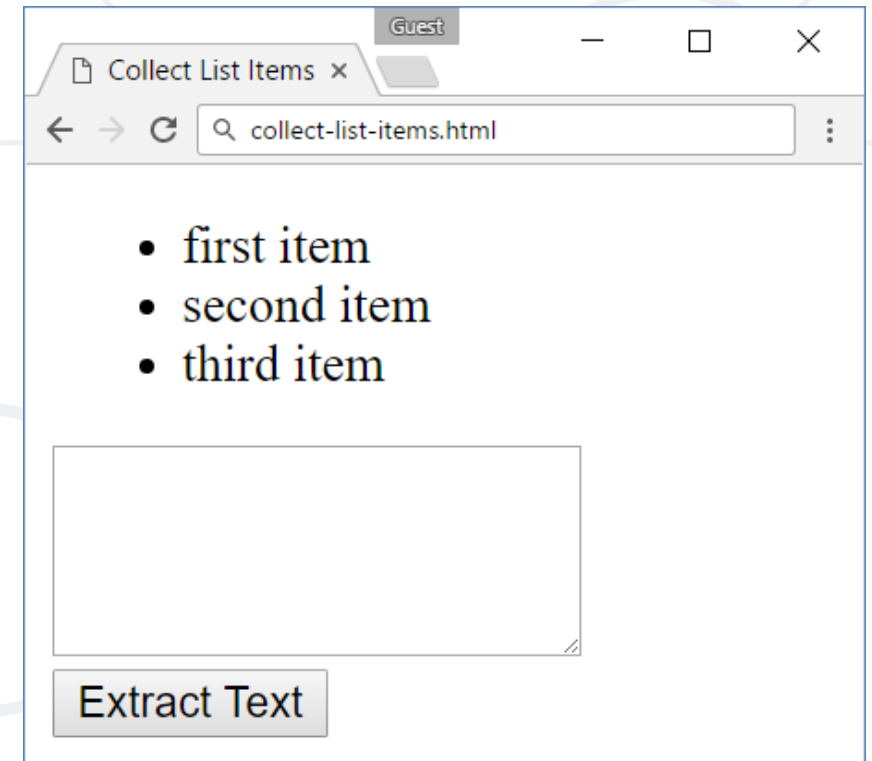 Guest
Collect List Items
collect-list-items.html
first item
second item
third item
Extract Text